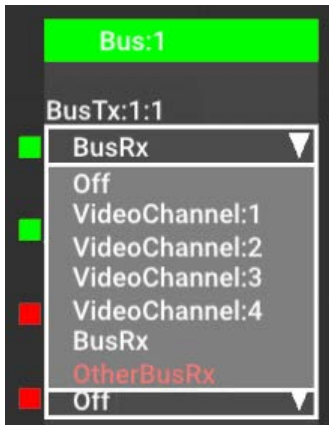 Bus:1
BusTx:1:1
BusRx
Off
VideoChannel:1
VideoChannel:2
VideoChannel:3
VideoChannel:4
BusRx
OtherBusRx
Off